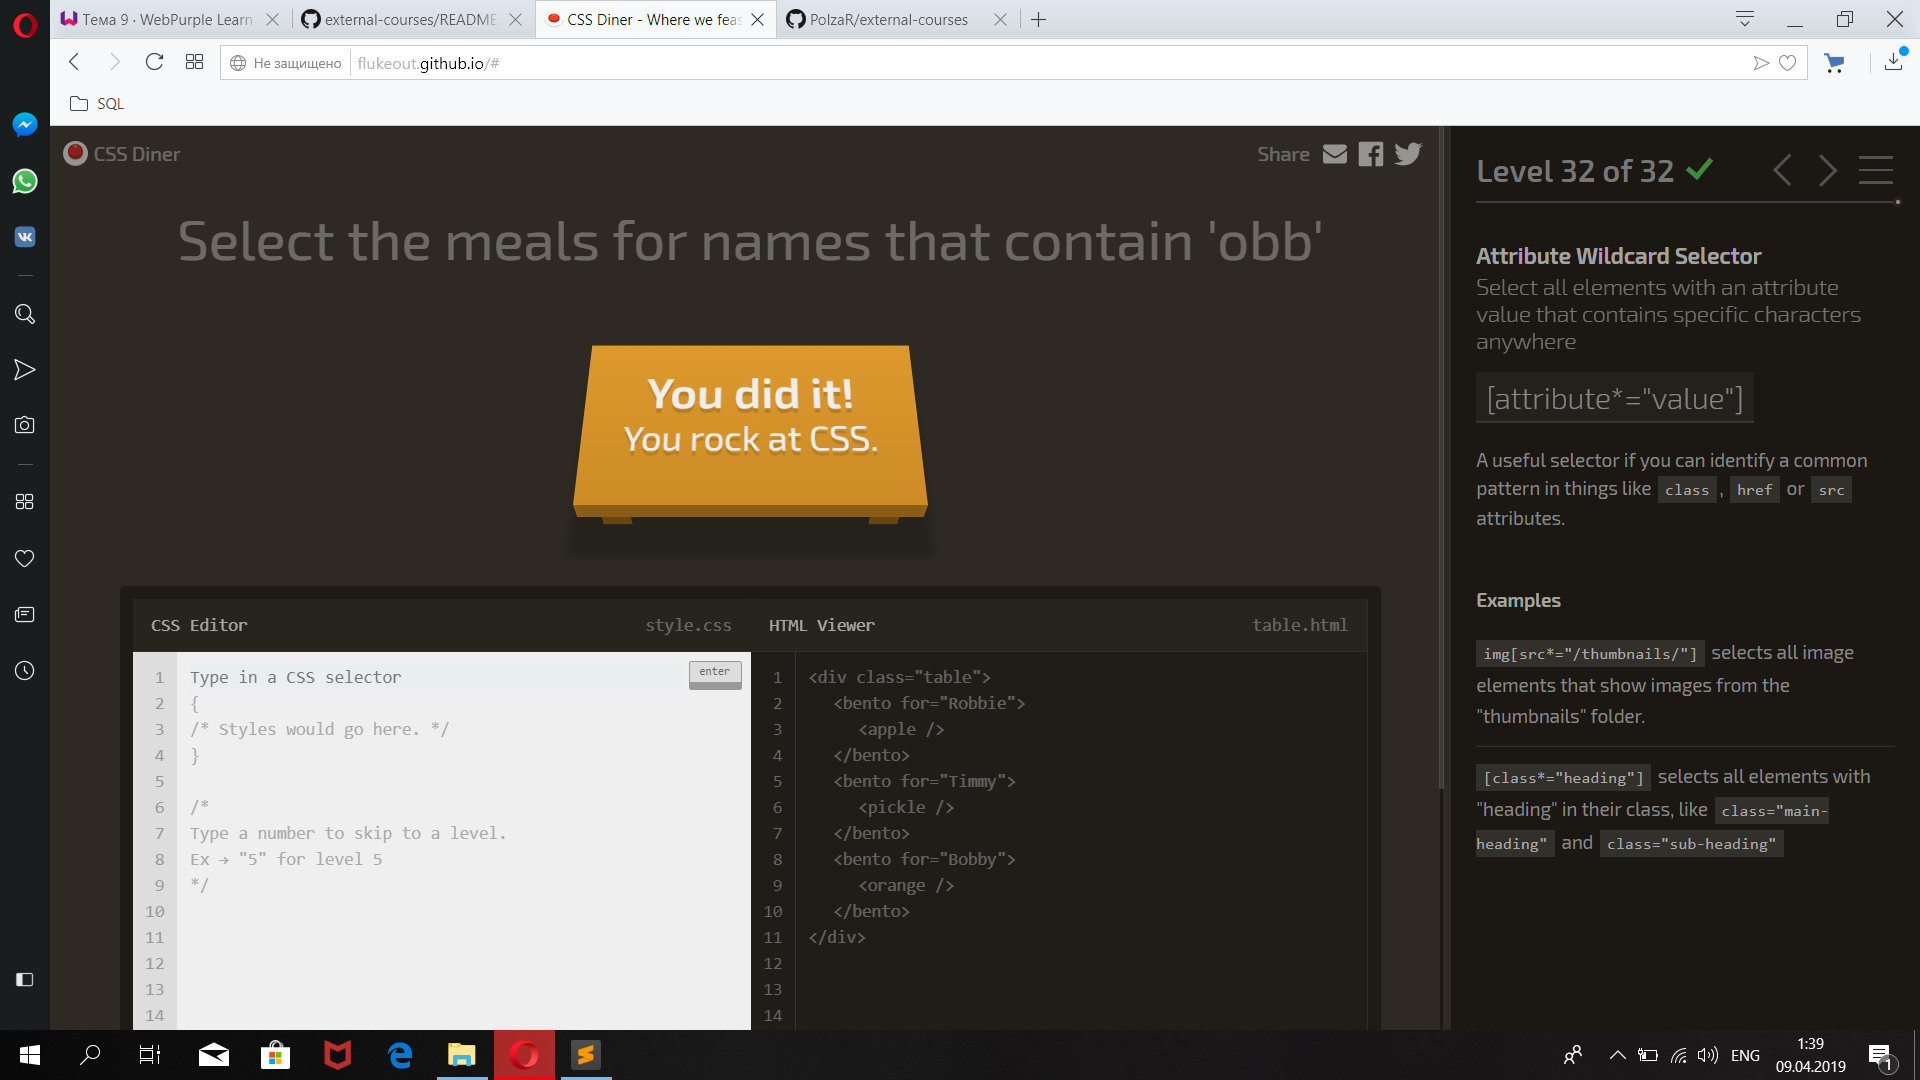 Тема 9 · WebPurple Learn
external-courses/README.
CSS Diner - Where we feas
PolzaR/external-courses
Не защищено
flukeout.github.io/#
SQL
CSS Diner
Share
Level 32 of 32
Select the meals for names that contain 'obb'
You did it!
You rock at CSS.
Attribute Wildcard Selector
Select all elements with an attribute
value that contains specific characters
anywhere
[attribute*="value"]
A useful selector if you can identify a common
pattern in things like class , href or src
attributes.
Examples
img[src*="/thumbnails/"] selects all image
elements that show images from the
"thumbnails" folder.
[class*="heading"] selects all elements with
"heading" in their class, like class="main-
heading" and class="sub-heading"
CSS Editor
style.css
1 Type in a CSS selector
enter
2 {
3 /* Styles would go here. */
4 }
5
6 /*
7 Type a number to skip to a level.
8 Ex → "5" for level 5
9 */
10
11
12
13
14
HTML Viewer
table.html
1 <div class="table">
2 <bento for="Robbie">
3 <apple />
4 </bento>
5 <bento for="Timmy">
6 <pickle />
7 </bento>
8 <bento for="Bobby">
9 <orange />
10 </bento>
11 </div>
12
13
14
ENG
1:39
09.04.2019
1